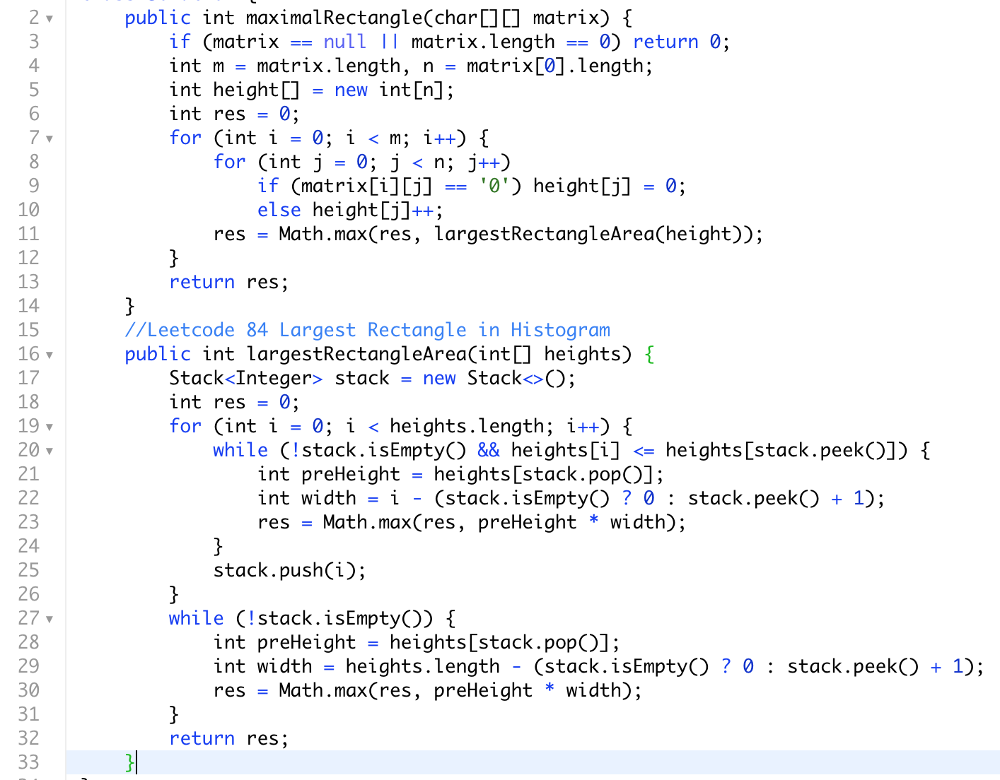 2 public int maximalRectangle(char[][] matrix) {
3 if (matrix == null || matrix.length == 0) return 0;
4 int m = matrix.length, n = matrix[0].length;
5 int height[] = new int[n];
6 int res = 0;
7 for (int i = 0; i < m; i++) {
8 for (int j = 0; j < n; j++)
9 if (matrix[i][j] == '0') height[j] = 0;
10 else height[j]++;
11 res = Math.max(res, largestRectangleArea(height));
12 }
13 return res;
14 }
15 //Leetcode 84 Largest Rectangle in Histogram
16 public int largestRectangleArea(int[] heights) {
17 Stack<Integer> stack = new Stack<>();
18 int res = 0;
19 for (int i = 0; i < heights.length; i++) {
20 while (!stack.isEmpty() && heights[i] <= heights[stack.peek()]) {
21 int preHeight = heights[stack.pop()];
22 int width = i - (stack.isEmpty() ? 0 : stack.peek() + 1);
23 res = Math.max(res, preHeight * width);
24 }
25 stack.push(i);
26 }
27 while (!stack.isEmpty()) {
28 int preHeight = heights[stack.pop()];
29 int width = heights.length - (stack.isEmpty() ? 0 : stack.peek() + 1);
30 res = Math.max(res, preHeight * width);
31 }
32 return res;
33 }